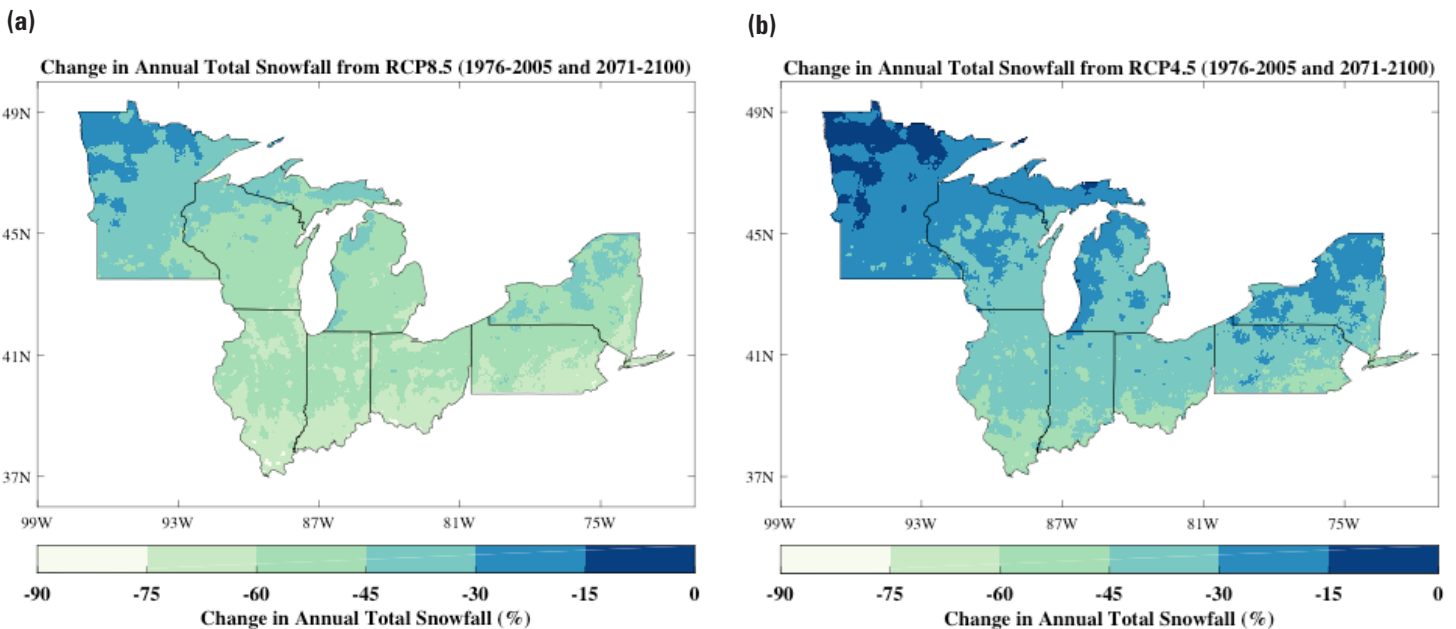 (a)
Change in Annual Total Snowfall from RCP8.5 (1976-2005 and 2071-2100)
49N
45N
41N
37N
99W 93W 87W 81W 75W
-90 -75 -60 -45 -30 -15 0
Change in Annual Total Snowfall (%)
(b)
Change in Annual Total Snowfall from RCP4.5 (1976-2005 and 2071-2100)
49N
45N
41N
37N
99W 93W 87W 81W 75W
-90 -75 -60 -45 -30 -15 0
Change in Annual Total Snowfall (%)